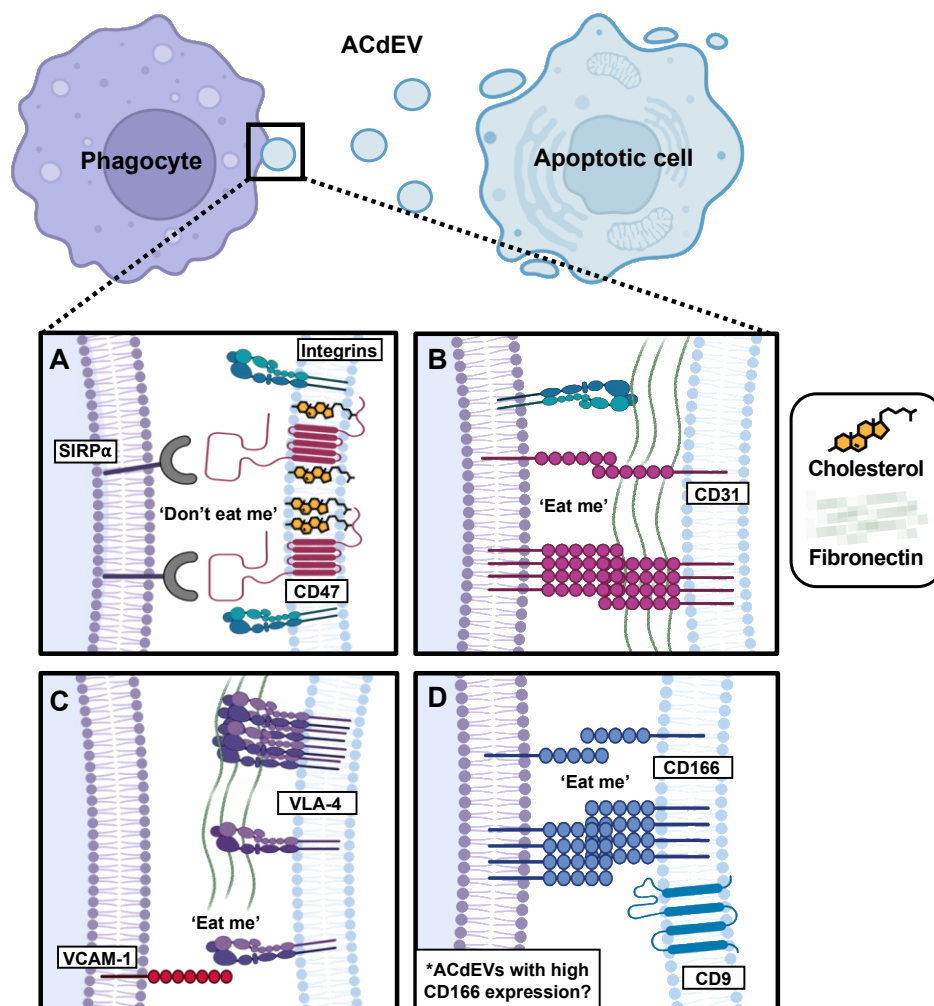 ACdEV
Phagocyte
Apoptotic cell
A
Integrins
SIRPα
‘Don’t eat me’
CD47
B
CD31
‘Eat me’
Cholesterol
Fibronectin
C
VLA-4
‘Eat me’
VCAM-1
D
CD166
‘Eat me’
CD9
*ACdEVs with high
CD166 expression?